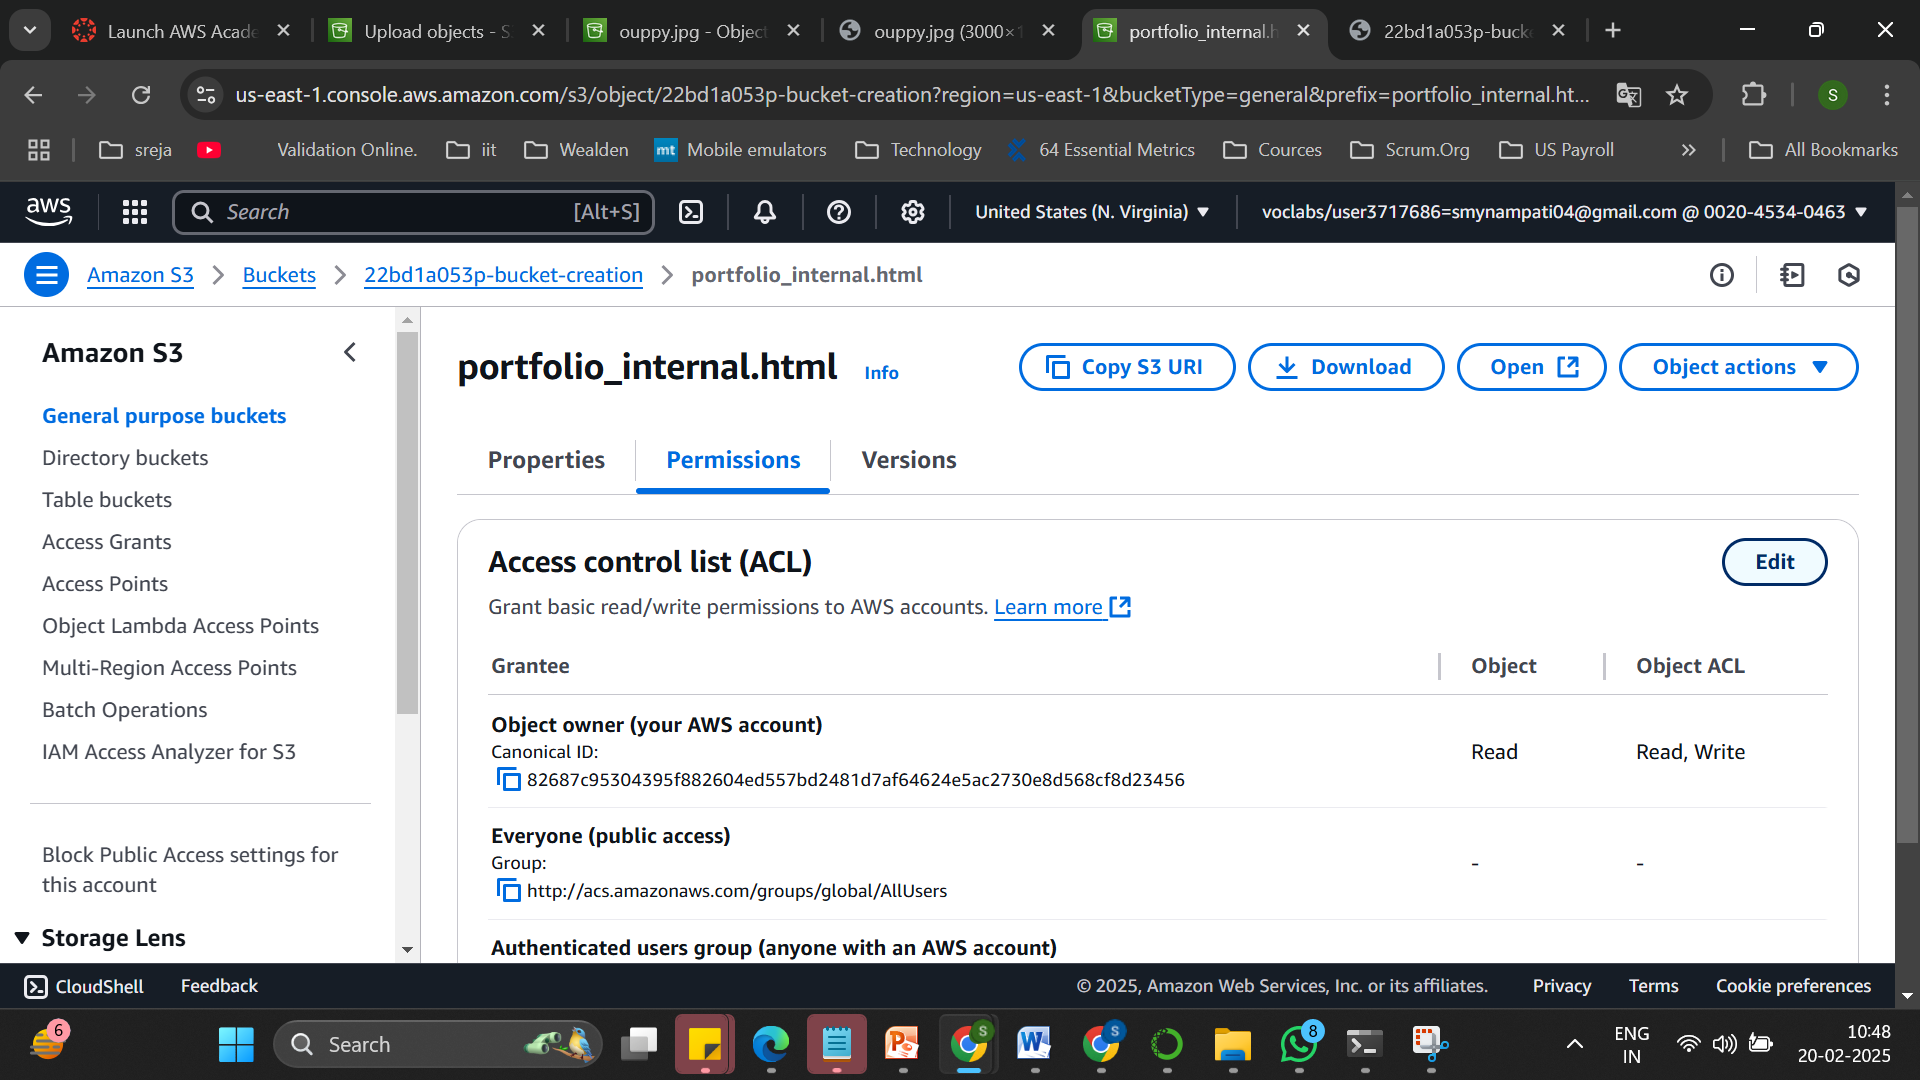 Launch AWS Acade
Upload objects - S
ouppy.jpg - Object
ouppy.jpg (3000×1
portfolio_internal.h
22bd1a053p-bucke
us-east-1.console.aws.amazon.com/s3/object/22bd1a053p-bucket-creation?region=us-east-1&bucketType=general&prefix=portfolio_internal.ht...
S
sreja
Validation Online.
iit
Wealden
mt
Mobile emulators
Technology
64 Essential Metrics
Cources
Scrum.Org
US Payroll
All Bookmarks
aws
Search
[Alt+S]
United States (N. Virginia)
voclabs/user3717686=smynampati04@gmail.com @ 0020-4534-0463
Amazon S3
Buckets
22bd1a053p-bucket-creation
portfolio_internal.html
Amazon S3
General purpose buckets
Directory buckets
Table buckets
Access Grants
Access Points
Object Lambda Access Points
Multi-Region Access Points
Batch Operations
IAM Access Analyzer for S3
Block Public Access settings for
this account
Storage Lens
portfolio_internal.html
Info
Copy S3 URI
Download
Open
Object actions
Properties
Permissions
Versions
Access control list (ACL)
Edit
Grant basic read/write permissions to AWS accounts. Learn more
Grantee
Object
Object ACL
Object owner (your AWS account)
Canonical ID:
82687c95304395f882604ed557bd2481d7af64624e5ac2730e8d568cf8d23456
Read
Read, Write
Everyone (public access)
Group:
http://acs.amazonaws.com/groups/global/AllUsers
-
-
Authenticated users group (anyone with an AWS account)
CloudShell
Feedback
© 2025, Amazon Web Services, Inc. or its affiliates.
Privacy
Terms
Cookie preferences
6
Search
S
S
8
ENG
IN
10:48
20-02-2025